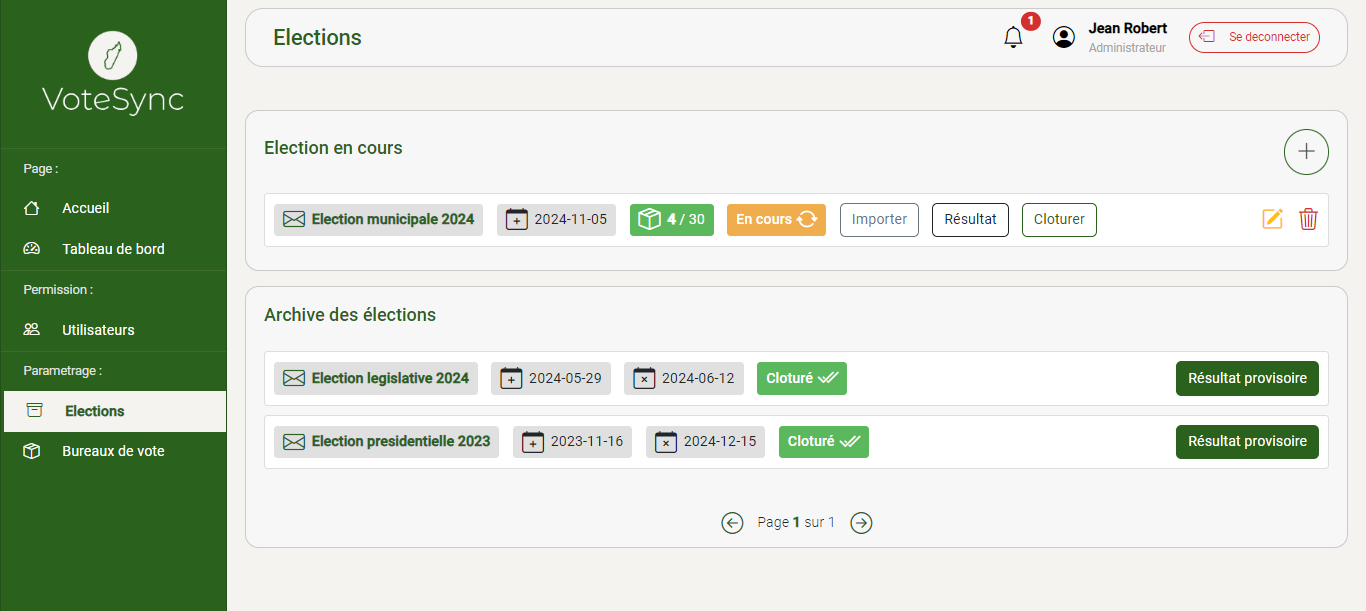 VoteSync
Page :
Accueil
Tableau de bord
Permission :
Utilisateurs
Parametrage :
Elections
Bureaux de vote
Elections
1
Jean Robert
Administrateur
Se deconnecter
Election en cours
Election municipale 2024 2024-11-05 4 / 30 En cours Importer Résultat Cloturer
Archive des élections
Election legislative 2024 2024-05-29 2024-06-12 Cloturé Résultat provisoire
Election presidentielle 2023 2023-11-16 2024-12-15 Cloturé Résultat provisoire
Page 1 sur 1